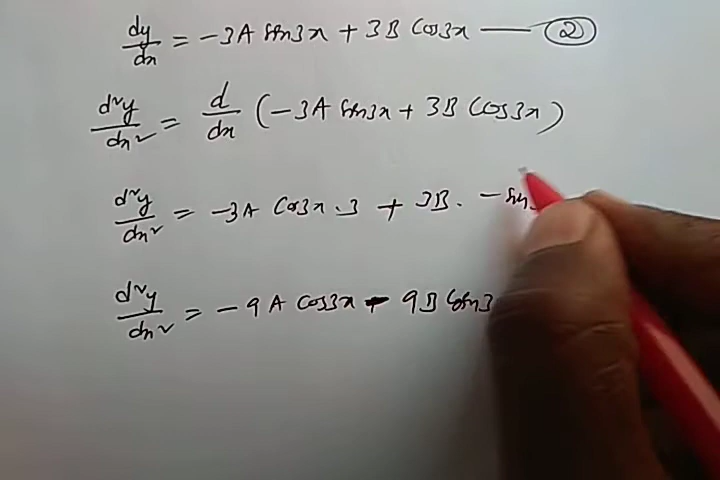 dy/dx = -3A Sin3x + 3B Cos3x — ②
d²y/dx² = d/dx (-3A Sin3x + 3B Cos3x)
d²y/dx² = -3A Cos3x .3 + 3B. - Sin
d²y/dx² = -9A Cos3x - 9B Sin3